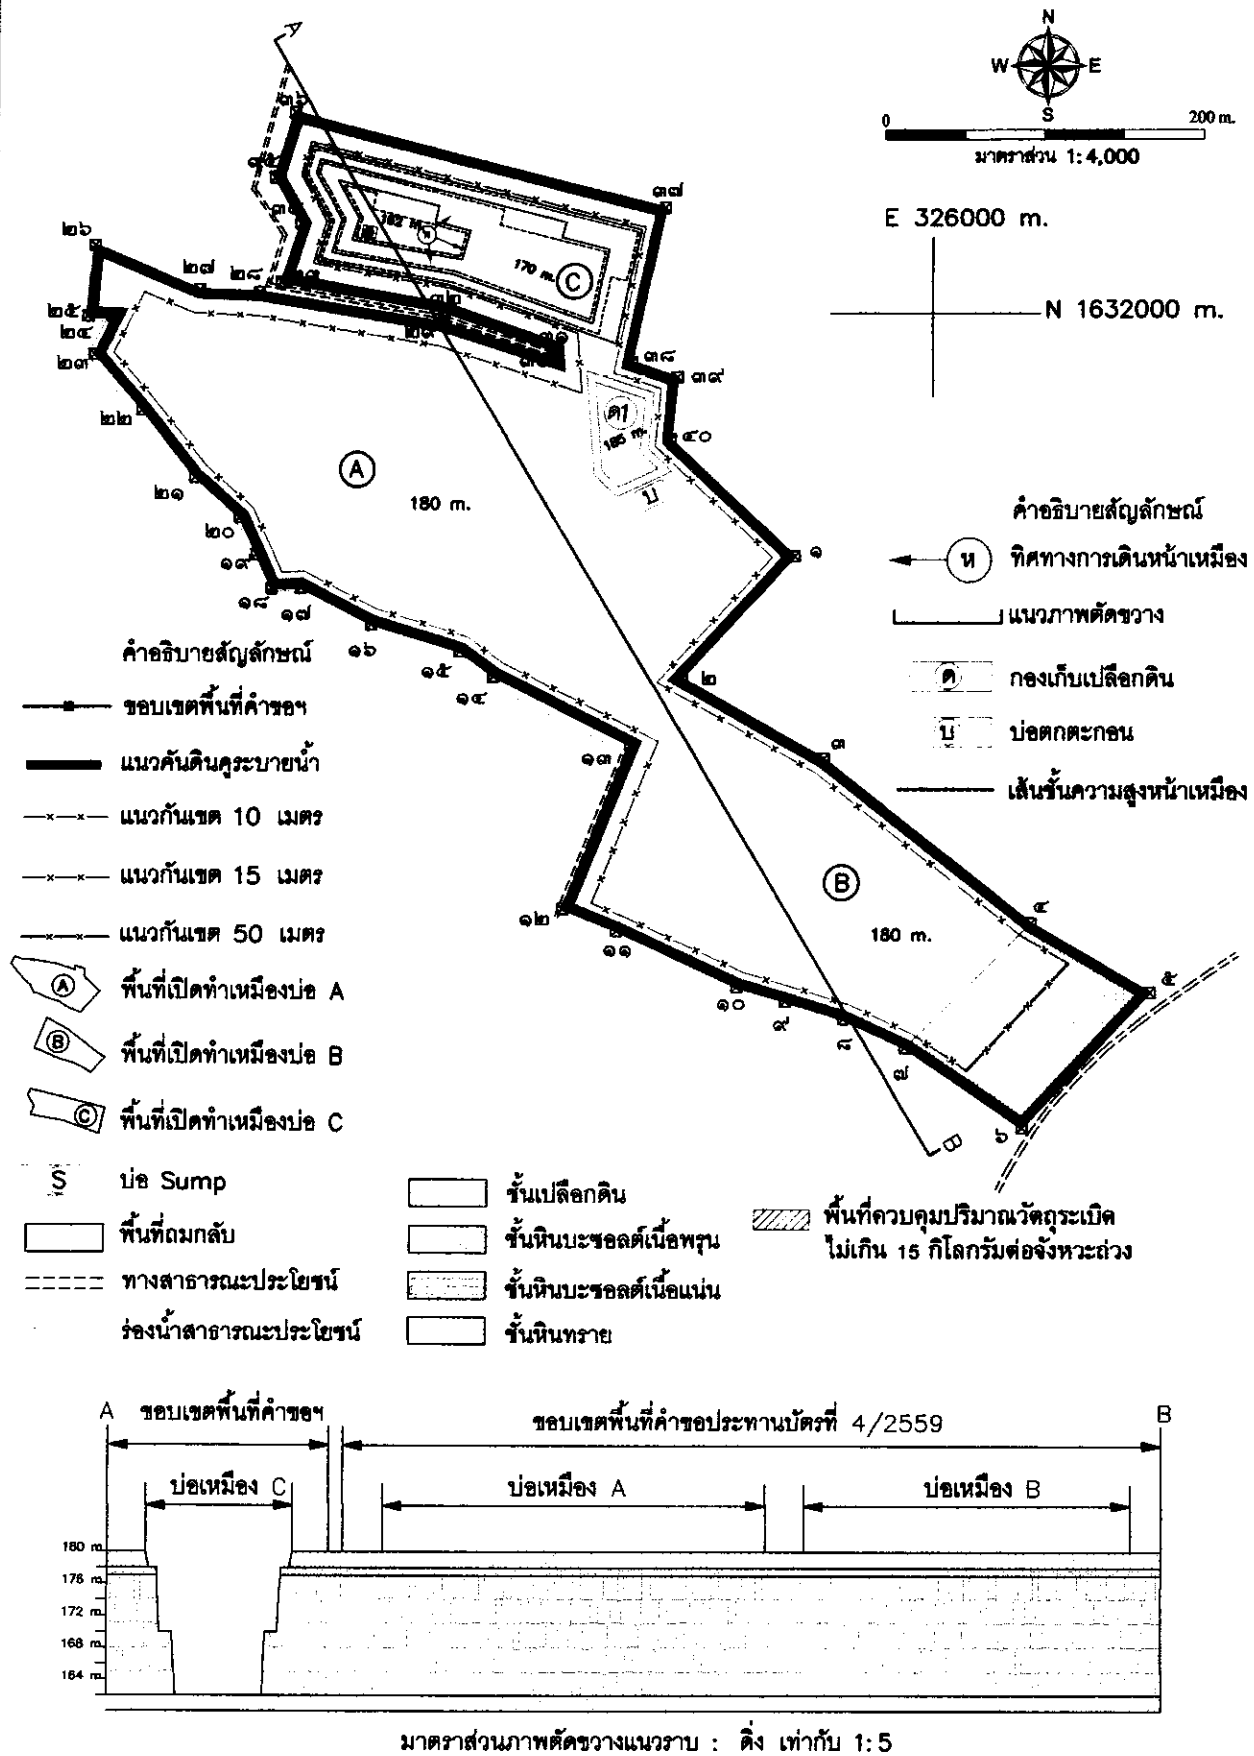 A
N
W E
S
0 200 m.
มาตราส่วน 1:4,000
E 326000 m.
N 1632000 m.
๓๖
๓๕
๓๔
๓๓
๓๗
๒๖
๒๗
๒๘
๓๒
162 M.
ห
170 m.
C
๒๕
๒๔
๒๓
๒๙
๓๑
๓๐
๓๘
๓๙
๒๒
ด1
185 m.
๔๐
A
180 m.
บ
๒๑
๒๐
๑๙
๑๘
๑๗
๑๖
๑๕
๑๔
๑๓
๑
๒
๓
B
180 m.
๔
๕
๑๒
๑๑
๑๐
๙
๘
๗
๖
B
คำอธิบายสัญลักษณ์
ห ทิศทางการเดินหน้าเหมือง
แนวภาพตัดขวาง
ด กองเก็บเปลือกดิน
บ บ่อตกตะกอน
เส้นชั้นความสูงหน้าเหมือง
คำอธิบายสัญลักษณ์
ขอบเขตพื้นที่คำขอฯ
แนวคันดินคูระบายน้ำ
แนวกันเขต 10 เมตร
แนวกันเขต 15 เมตร
แนวกันเขต 50 เมตร
A พื้นที่เปิดทำเหมืองบ่อ A
B พื้นที่เปิดทำเหมืองบ่อ B
C พื้นที่เปิดทำเหมืองบ่อ C
S บ่อ Sump
พื้นที่ถมกลับ
ทางสาธารณะประโยชน์
ร่องน้ำสาธารณะประโยชน์
ชั้นเปลือกดิน
ชั้นหินบะซอลต์เนื้อพรุน
ชั้นหินบะซอลต์เนื้อแน่น
ชั้นหินทราย
พื้นที่ควบคุมปริมาณวัตถุระเบิด
ไม่เกิน 15 กิโลกรัมต่อจังหวะถ่วง
A ขอบเขตพื้นที่คำขอฯ ขอบเขตพื้นที่คำขอประทานบัตรที่ 4/2559 B
บ่อเหมือง C บ่อเหมือง A บ่อเหมือง B
180 m.
176 m.
172 m.
168 m.
164 m.
มาตราส่วนภาพตัดขวางแนวราบ : ดิ่ง เท่ากับ 1:5